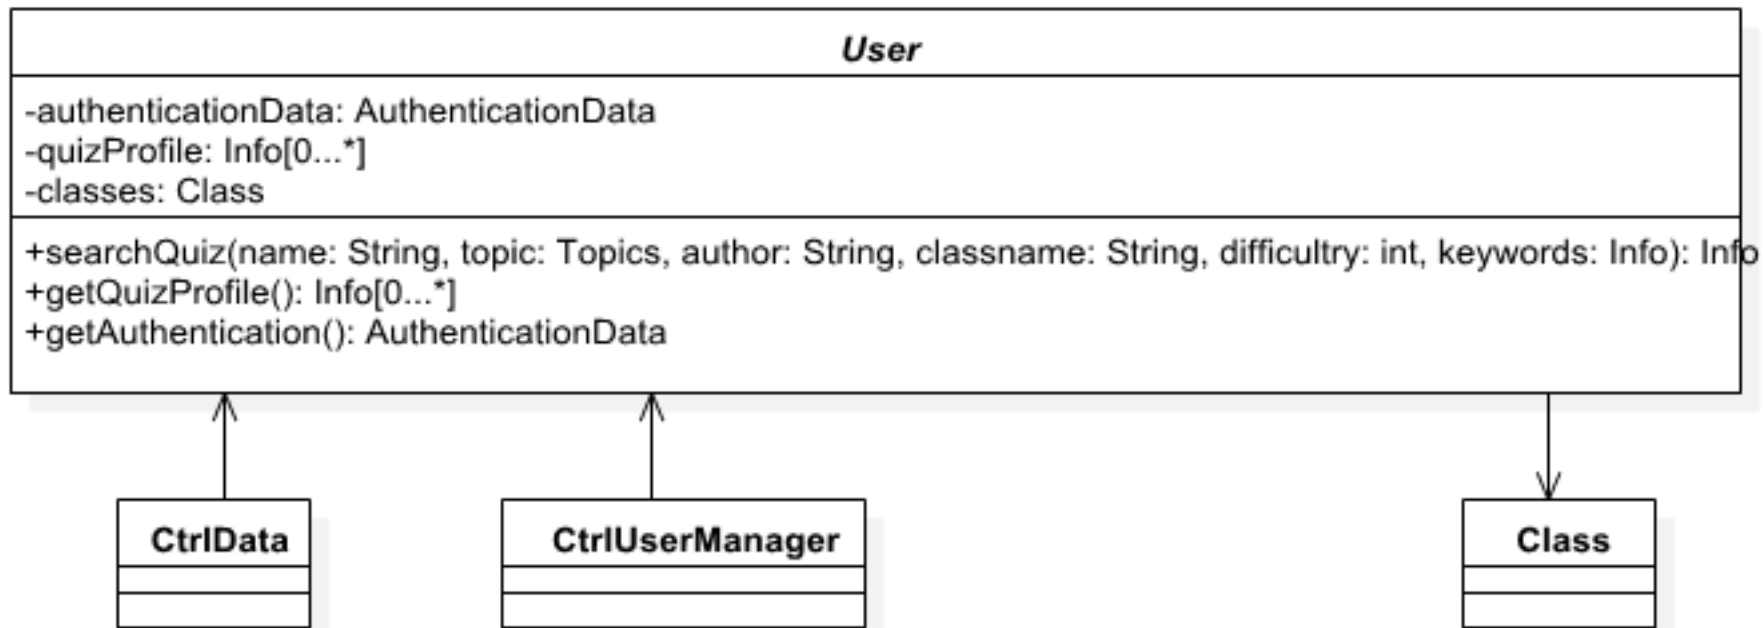 User
-authenticationData: AuthenticationData
-quizProfile: Info[0...*]
-classes: Class
+searchQuiz(name: String, topic: Topics, author: String, classname: String, difficultry: int, keywords: Info): Info
+getQuizProfile(): Info[0...*]
+getAuthentication(): AuthenticationData
CtrlData
CtrlUserManager
Class